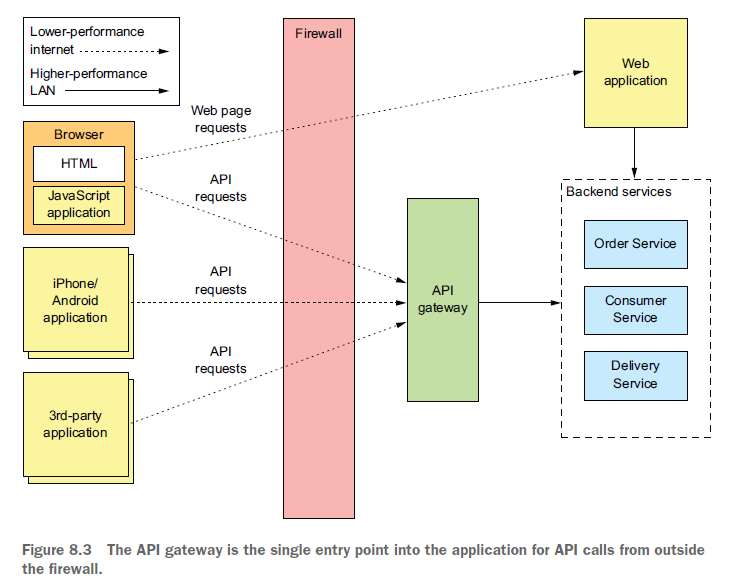 Lower-performance
internet
Higher-performance
LAN
Firewall
Web
application
Web page
requests
Browser
HTML
JavaScript
application
API
requests
Backend services
Order Service
Consumer
Service
Delivery
Service
API
gateway
iPhone/
Android
application
API
requests
API
requests
3rd-party
application
Figure 8.3 The API gateway is the single entry point into the application for API calls from outside
the firewall.